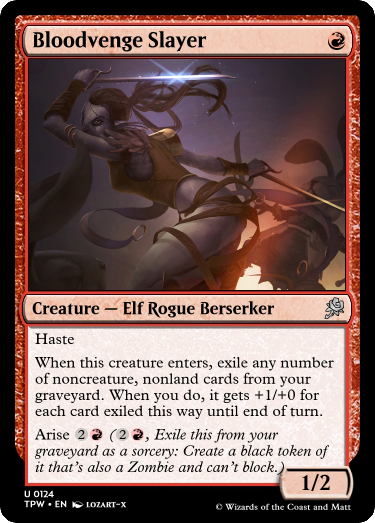 Bloodvenge Slayer
Creature — Elf Rogue Berserker
Haste
When this creature enters, exile any number
of noncreature, nonland cards from your
graveyard. When you do, it gets +1/+0 for
each card exiled this way until end of turn.
Arise 2 (2, Exile this from your
graveyard as a sorcery: Create a black token of
it that's also a Zombie and can't block.)
1/2
U 0124
TPW • EN LOZART-X
© Wizards of the Coast and Matt